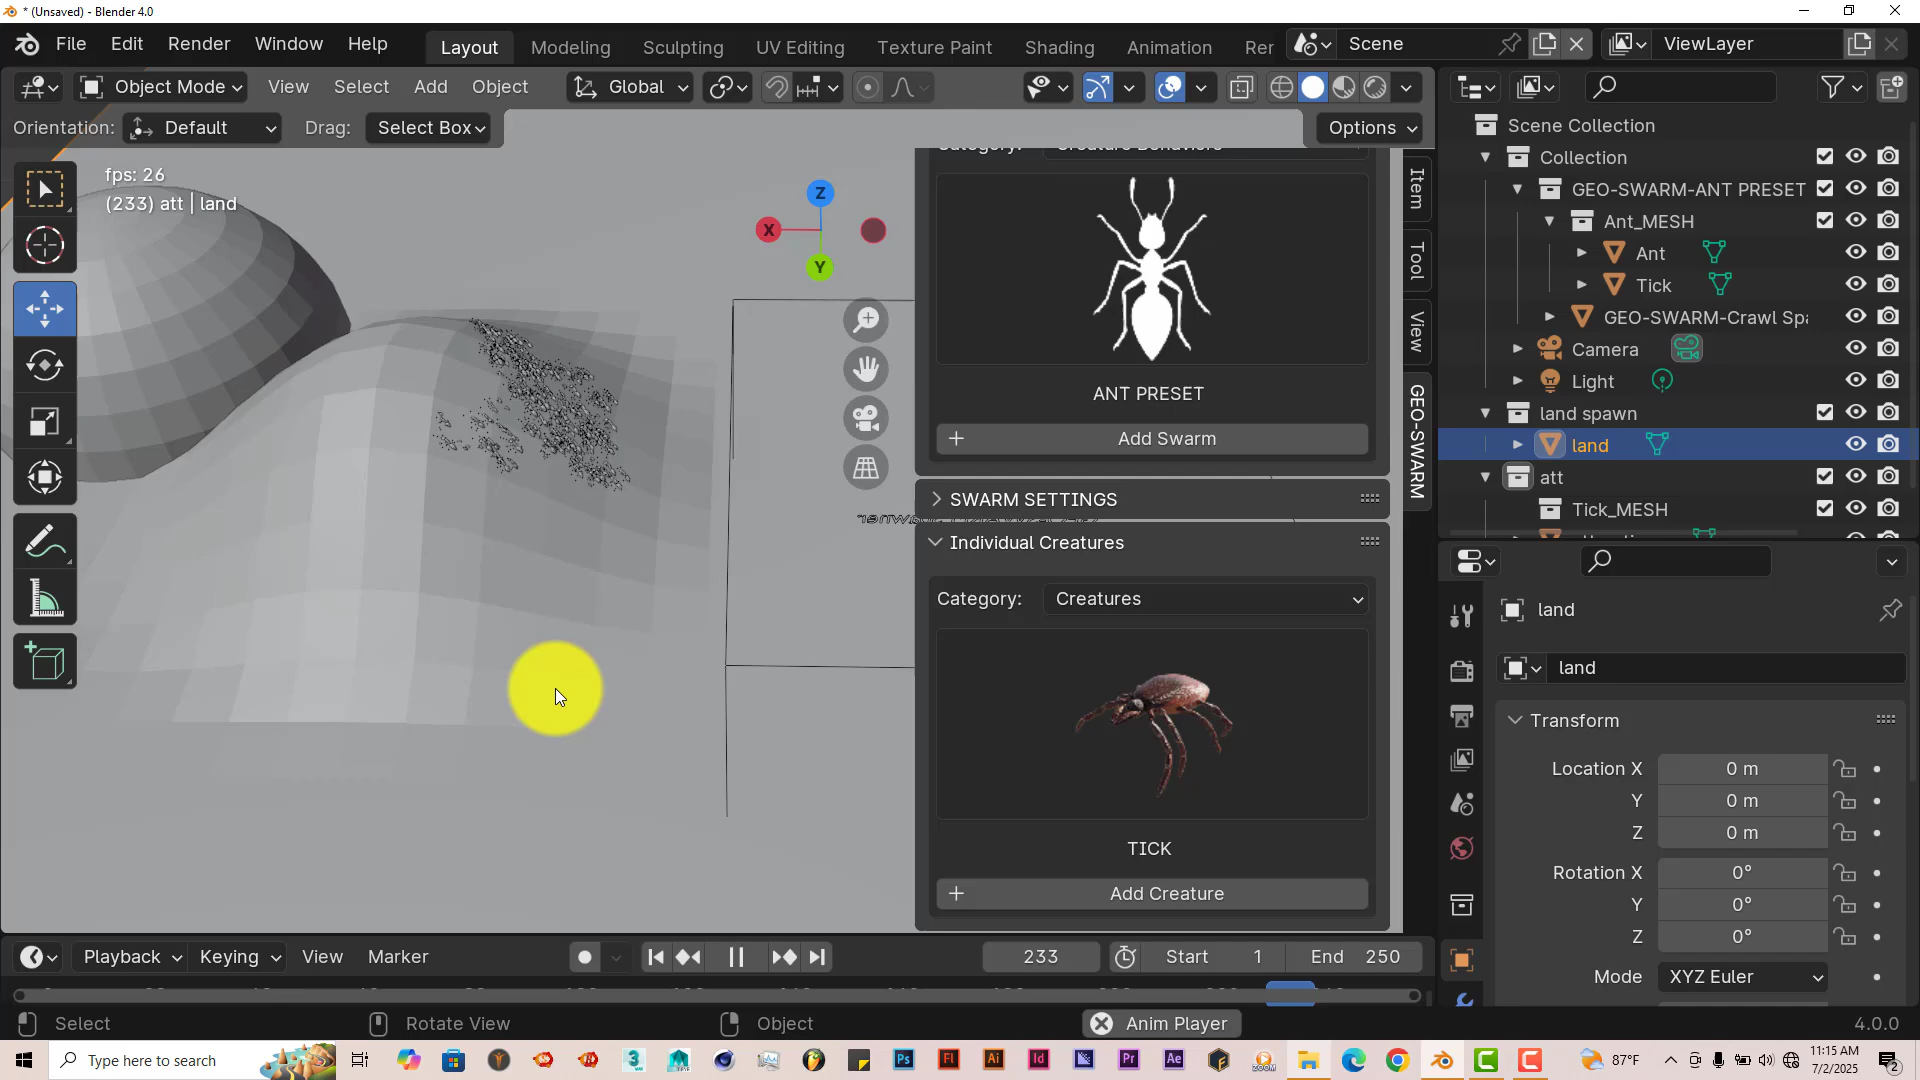 * (Unsaved) - Blender 4.0
File Edit Render Window Help Layout Modeling Sculpting UV Editing Texture Paint Shading Animation Rer Scene ViewLayer
Object Mode View Select Add Object Global
Orientation: Default Drag: Select Box Options
fps: 26
(233) att | land
Z
X
Y
ANT PRESET
Add Swarm
SWARM SETTINGS
Individual Creatures
Category: Creatures
TICK
Add Creature
Item
Tool
View
GEO-SWARM
Scene Collection
Collection
GEO-SWARM-ANT PRESET
Ant_MESH
Ant
Tick
GEO-SWARM-Crawl Spa
Camera
Light
land spawn
land
att
Tick_MESH
land
land
Transform
Location X 0 m
Y 0 m
Z 0 m
Rotation X 0°
Y 0°
Z 0°
Mode XYZ Euler
Playback Keying View Marker 233 Start 1 End 250
Select Rotate View Object Anim Player 4.0.0
Type here to search
87°F
11:15 AM
7/2/2025